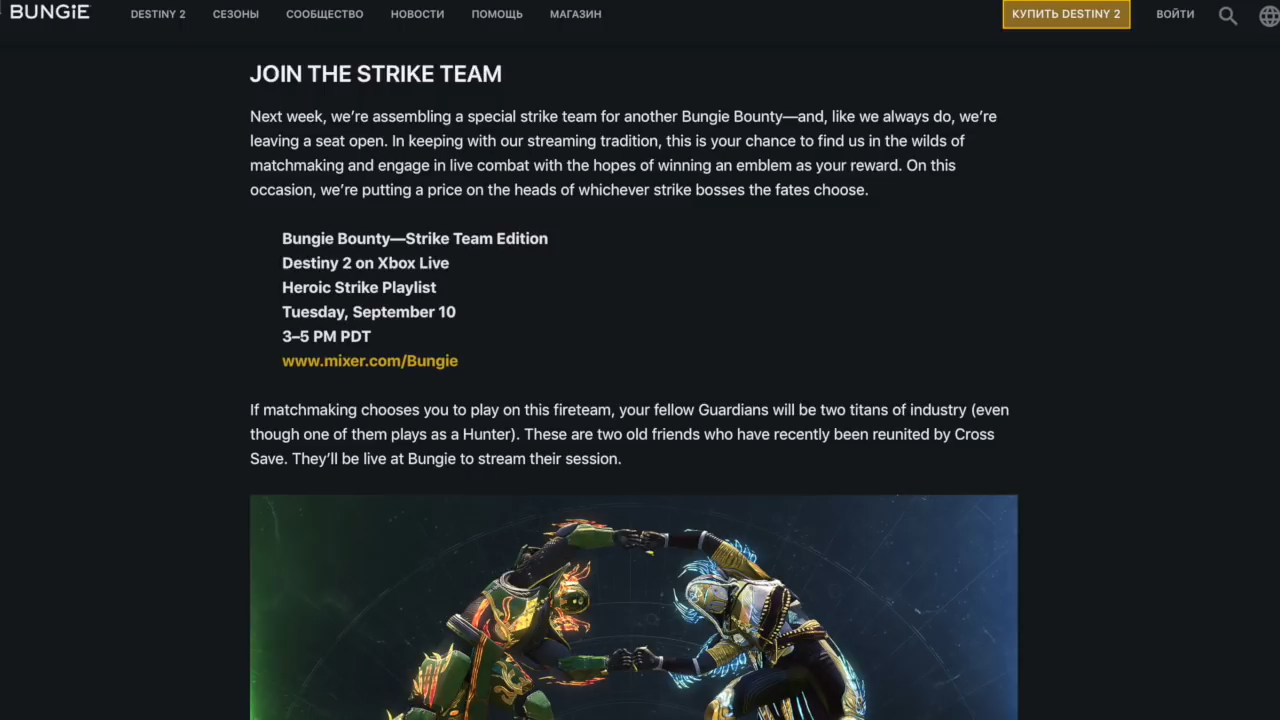 BUNGiE DESTINY 2 СЕЗОНЫ СООБЩЕСТВО НОВОСТИ ПОМОЩЬ МАГАЗИН КУПИТЬ DESTINY 2 ВОЙТИ
JOIN THE STRIKE TEAM
Next week, we’re assembling a special strike team for another Bungie Bounty—and, like we always do, we’re
leaving a seat open. In keeping with our streaming tradition, this is your chance to find us in the wilds of
matchmaking and engage in live combat with the hopes of winning an emblem as your reward. On this
occasion, we’re putting a price on the heads of whichever strike bosses the fates choose.
Bungie Bounty—Strike Team Edition
Destiny 2 on Xbox Live
Heroic Strike Playlist
Tuesday, September 10
3–5 PM PDT
www.mixer.com/Bungie
If matchmaking chooses you to play on this fireteam, your fellow Guardians will be two titans of industry (even
though one of them plays as a Hunter). These are two old friends who have recently been reunited by Cross
Save. They’ll be live at Bungie to stream their session.